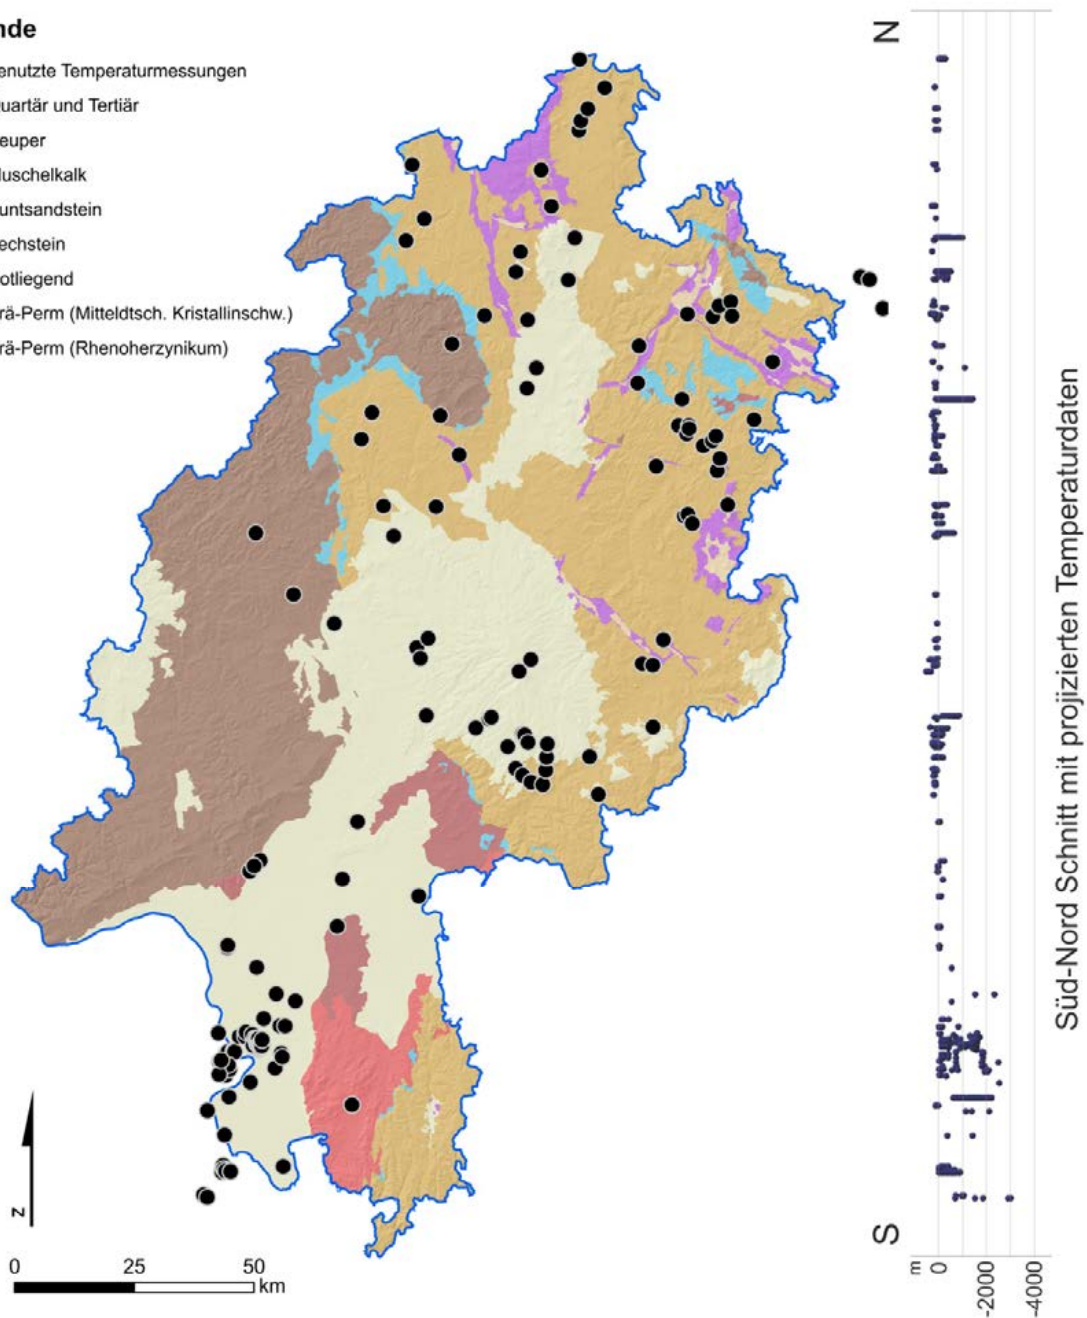 nde
enutzte Temperaturmessungen
uartär und Tertiär
euper
uschelkalk
untsandstein
echstein
otliegend
rä-Perm (Mitteldtsch. Kristallinschw.)
rä-Perm (Rhenoherzynikum)
N
Süd-Nord Schnitt mit projizierten Temperaturdaten
S
m 0 -2000 -4000
N
0 25 50
km